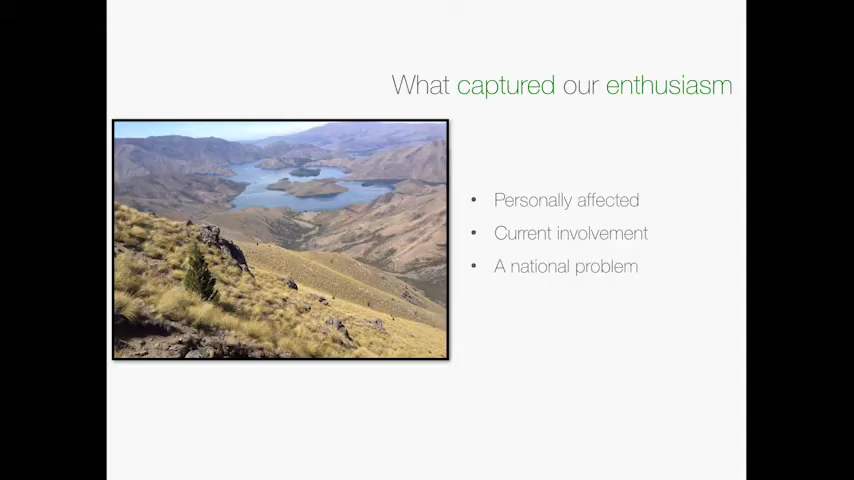 What captured our enthusiasm
• Personally affected
• Current involvement
• A national problem